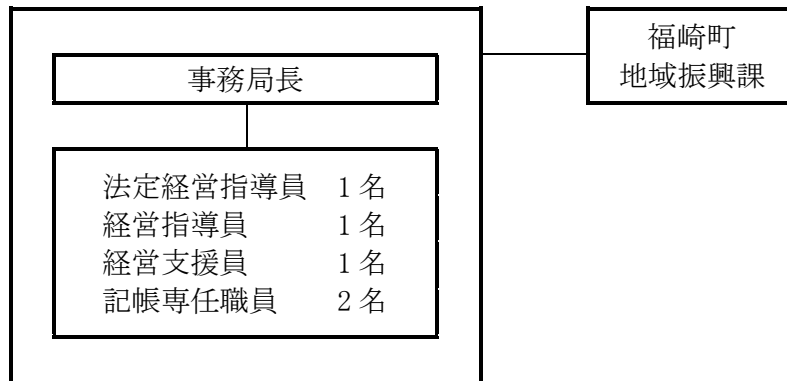 福崎町
地域振興課
事務局長
法定経営指導員 1名
経営指導員 1名
経営支援員 1名
記帳専任職員 2名